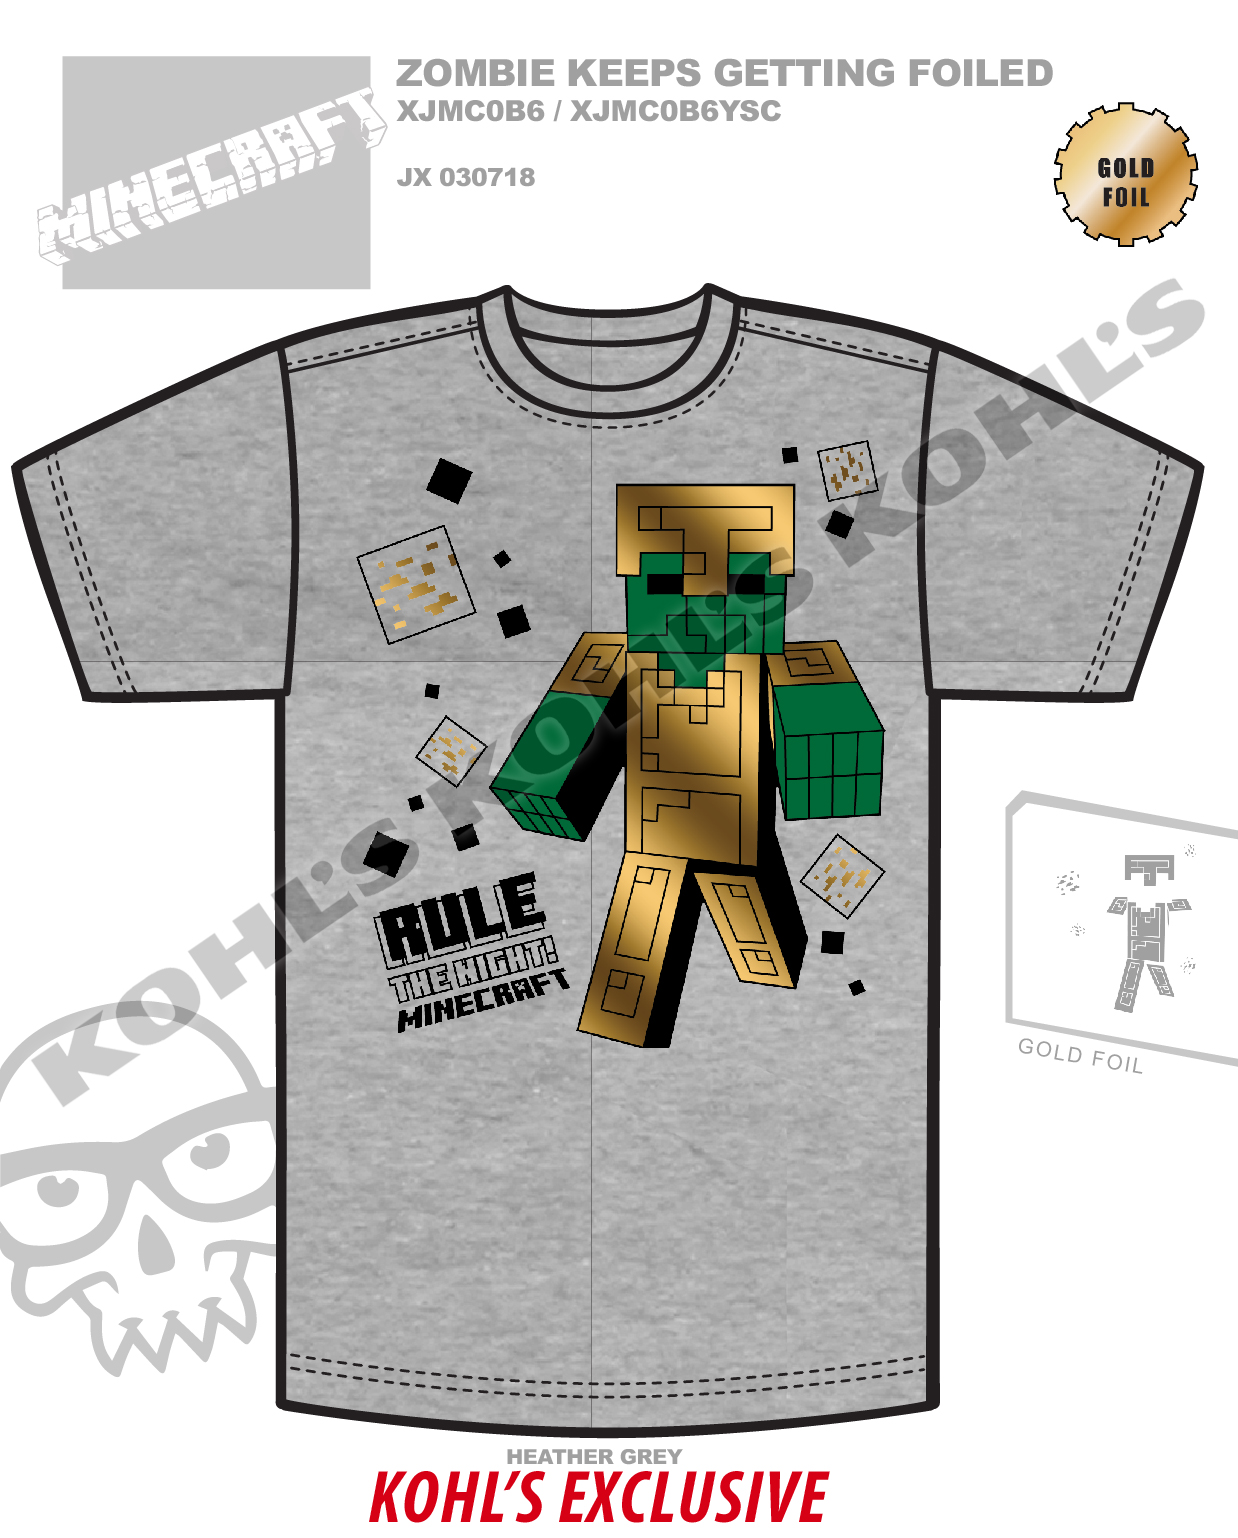 MINECRAFT
ZOMBIE KEEPS GETTING FOILED
XJMC0B6 / XJMC0B6YSC
JX 030718
GOLD
FOIL
KOHL'S KOHL'S KOHL'S KOHL'S
RULE
THE NIGHT!
MINECRAFT
GOLD FOIL
HEATHER GREY
KOHL'S EXCLUSIVE